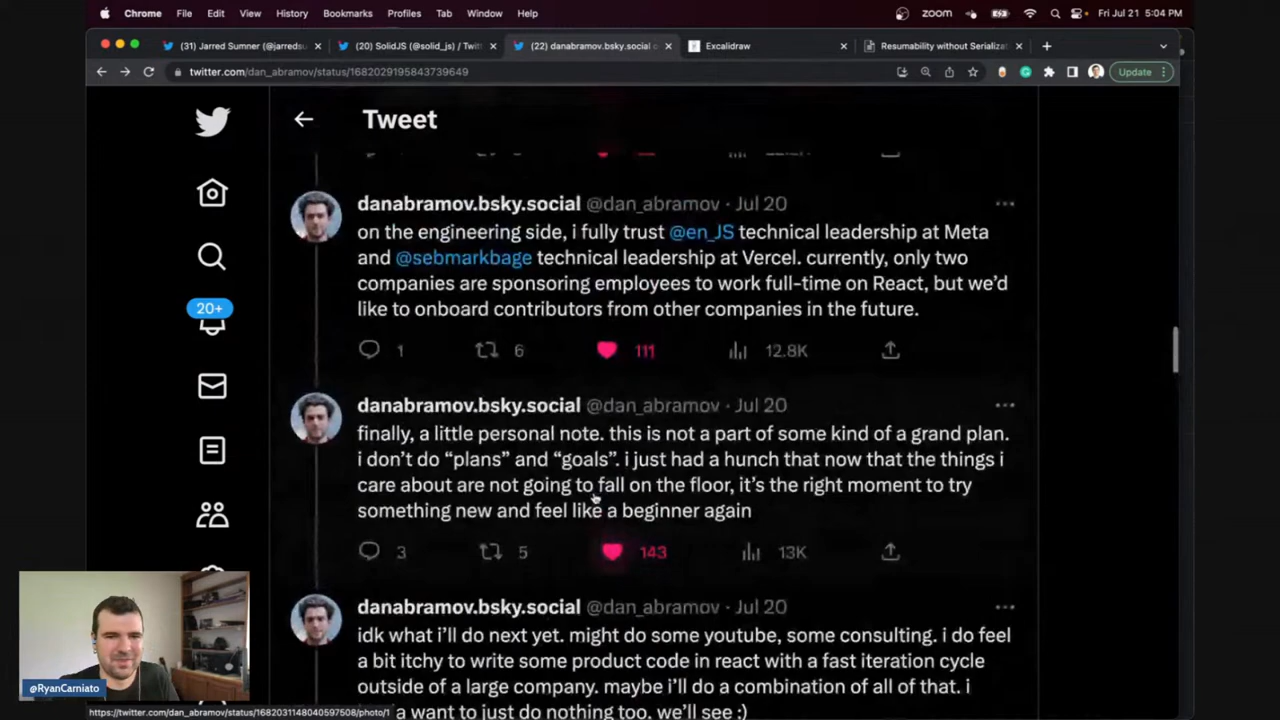 Chrome File Edit View History Bookmarks Profiles Tab Window Help zoom Fri Jul 21 5:04 PM
(31) Jarred Sumner (@jarredsu (20) SolidJS (@solid_js) / Twit (22) danabramov.bsky.social o Excalidraw Resumability without Serializat
twitter.com/dan_abramov/status/1682029195843739649 Update
Tweet
danabramov.bsky.social @dan_abramov · Jul 20
on the engineering side, i fully trust @en_JS technical leadership at Meta
and @sebmarkbage technical leadership at Vercel. currently, only two
companies are sponsoring employees to work full-time on React, but we'd
like to onboard contributors from other companies in the future.
1 6 111 12.8K
20+
danabramov.bsky.social @dan_abramov · Jul 20
finally, a little personal note. this is not a part of some kind of a grand plan.
i don't do “plans” and “goals”. i just had a hunch that now that the things i
care about are not going to fall on the floor, it's the right moment to try
something new and feel like a beginner again
3 5 143 13K
danabramov.bsky.social @dan_abramov · Jul 20
idk what i'll do next yet. might do some youtube, some consulting. i do feel
a bit itchy to write some product code in react with a fast iteration cycle
outside of a large company. maybe i'll do a combination of all of that. i
a want to just do nothing too. we'll see :)
@RyanCarniato
https://twitter.com/dan_abramov/status/1682031148040597508/photo/1